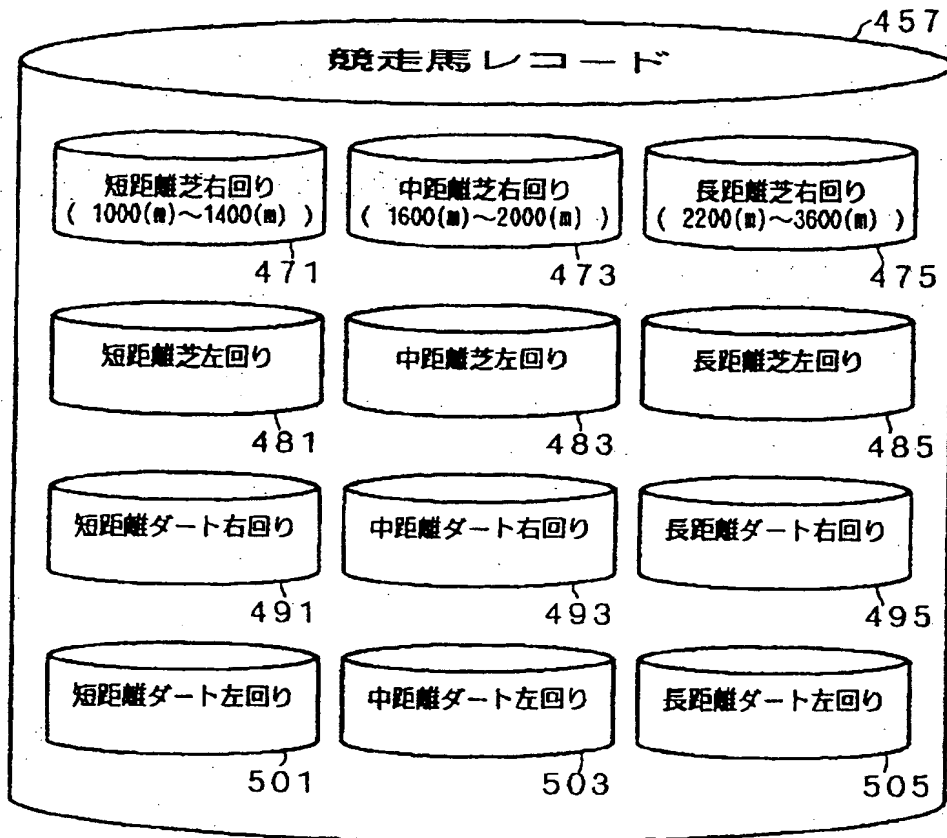 457
競走馬レコード
短距離芝右回り
( 1000(m)～1400(m) )
471
中距離芝右回り
( 1600(m)～2000(m) )
473
長距離芝右回り
( 2200(m)～3600(m) )
475
短距離芝左回り
481
中距離芝左回り
483
長距離芝左回り
485
短距離ダート右回り
491
中距離ダート右回り
493
長距離ダート右回り
495
短距離ダート左回り
501
中距離ダート左回り
503
長距離ダート左回り
505